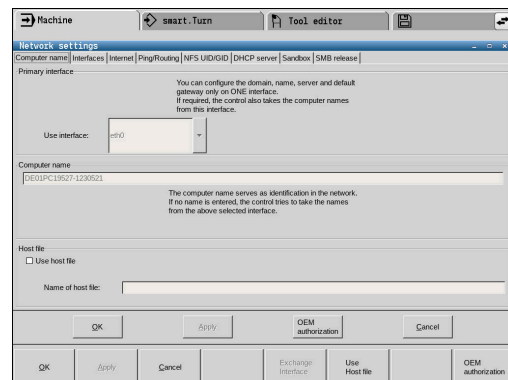 Machine
smart.Turn
Tool editor
Network settings
Computer name Interfaces Internet Ping/Routing NFS UID/GID DHCP server Sandbox SMB release
Primary interface
You can configure the domain, name, server and default
gateway only on ONE interface.
If required, the control also takes the computer names
from this interface.
Use interface:
eth0
Computer name
DE01PC19527-1230521
The computer name serves as identification in the network.
If no name is entered, the control tries to take the names
from the above selected interface.
Host file
Use host file
Name of host file:
OK
Apply
OEM
authorization
Cancel
OK
Apply
Cancel
Exchange
Interface
Use
Host file
OEM
authorization